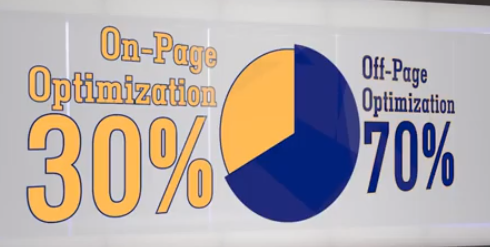 On-Page
Optimization
30%
Off-Page
Optimization
70%